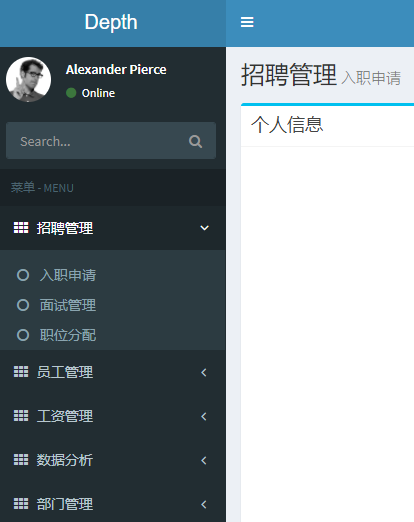 Depth
Alexander Pierce
Online
Search...
菜单 - MENU
招聘管理
入职申请
面试管理
职位分配
员工管理
工资管理
数据分析
部门管理
招聘管理 入职申请
个人信息